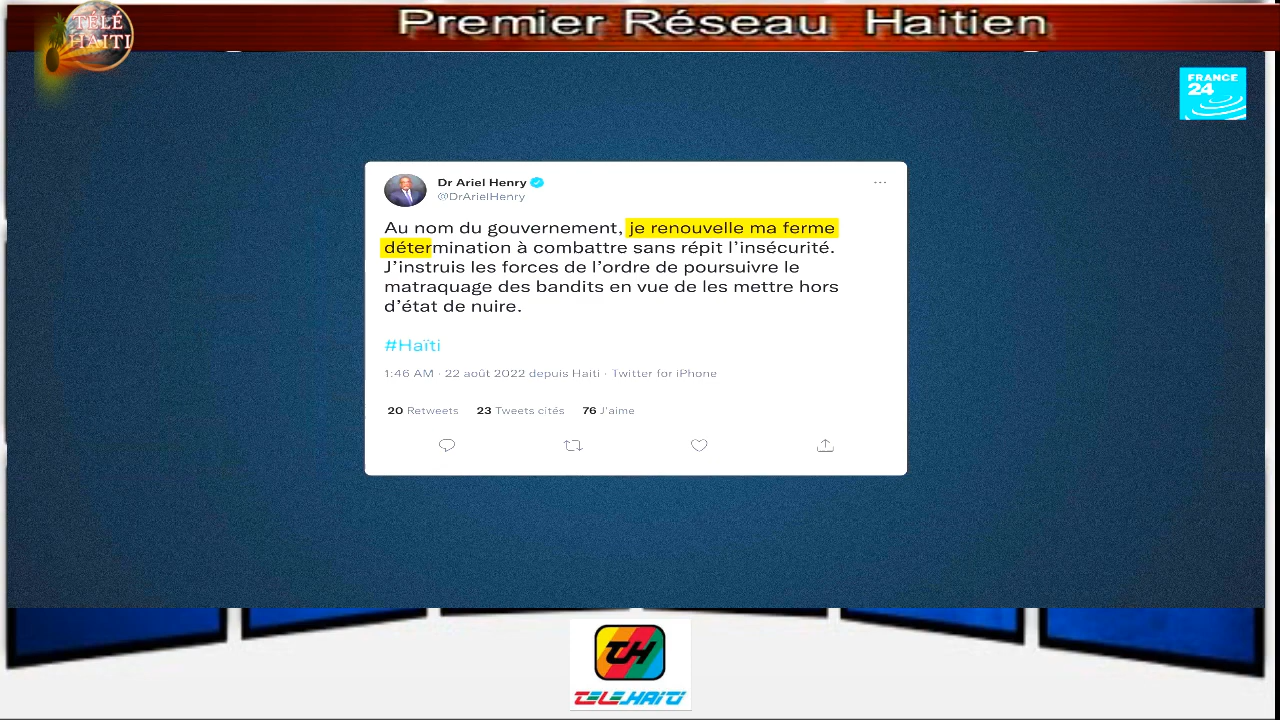 Premier Réseau Haitien
TÉLÉ
HAITI
FRANCE
24
Dr Ariel Henry
@DrArielHenry
Au nom du gouvernement, je renouvelle ma ferme
détermination à combattre sans répit l’insécurité.
J’instruis les forces de l’ordre de poursuivre le
matraquage des bandits en vue de les mettre hors
d’état de nuire.
#Haïti
1:46 AM · 22 août 2022 depuis Haiti · Twitter for iPhone
20 Retweets 23 Tweets cités 76 J'aime
TH
TELEHAITI